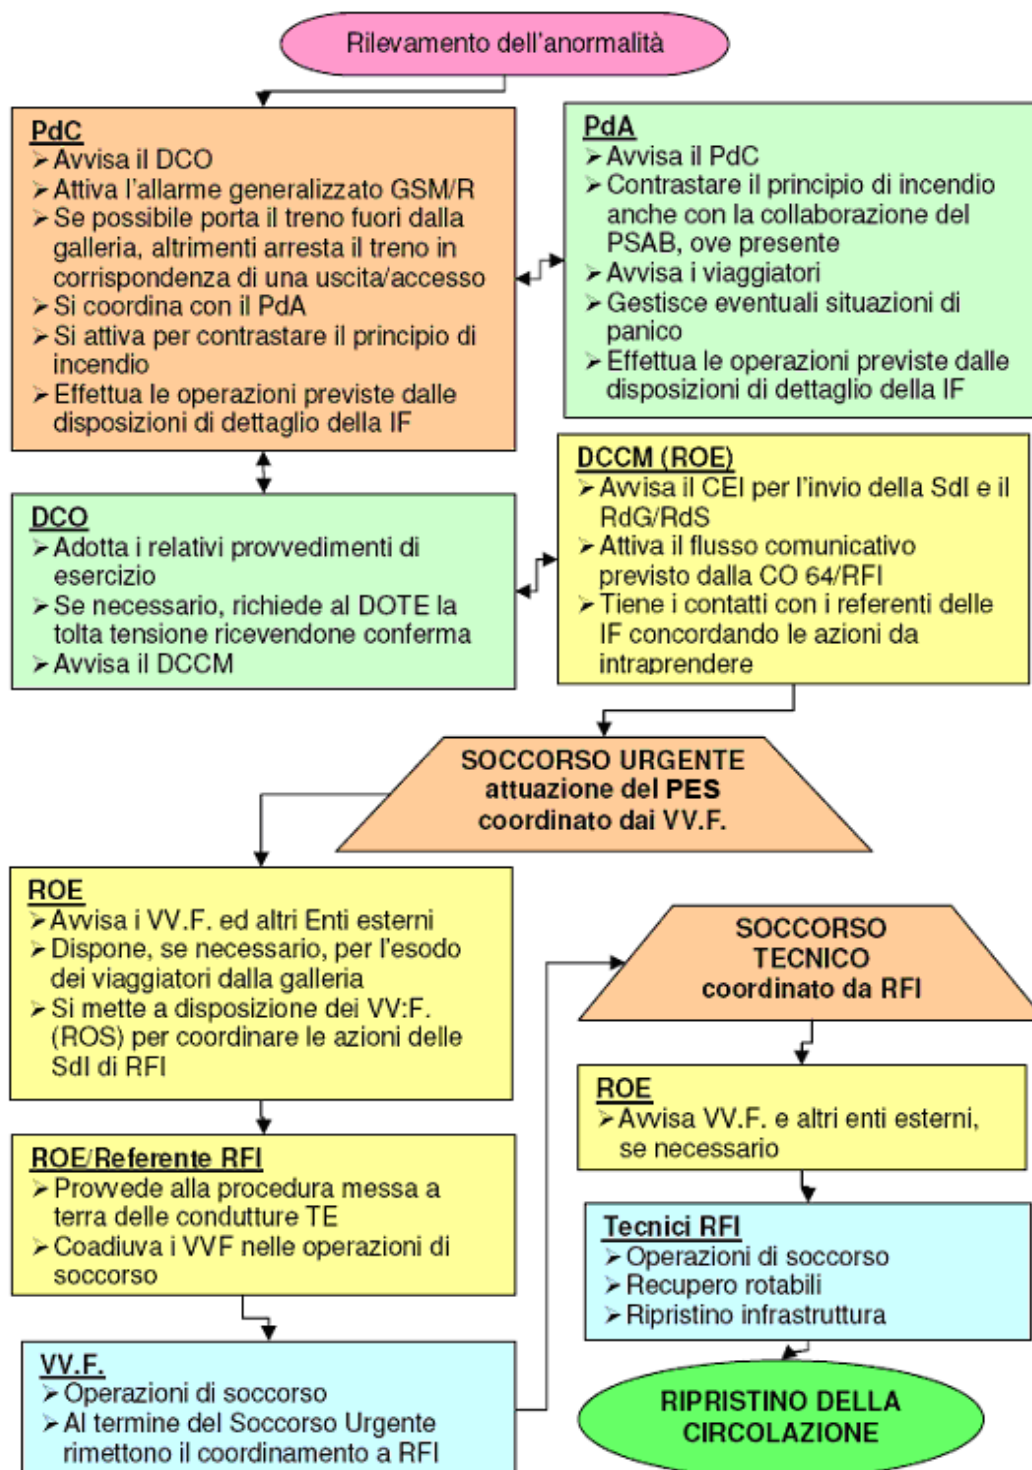 Rilevamento dell'anormalità
PdC
➢ Avvisa il DCO
➢ Attiva l'allarme generalizzato GSM/R
➢ Se possibile porta il treno fuori dalla
galleria, altrimenti arresta il treno in
corrispondenza di una uscita/accesso
➢ Si coordina con il PdA
➢ Si attiva per contrastare il principio di
incendio
➢ Effettua le operazioni previste dalle
disposizioni di dettaglio della IF
PdA
➢ Avvisa il PdC
➢ Contrastare il principio di incendio
anche con la collaborazione del
PSAB, ove presente
➢ Avvisa i viaggiatori
➢ Gestisce eventuali situazioni di
panico
➢ Effettua le operazioni previste dalle
disposizioni di dettaglio della IF
DCO
➢ Adotta i relativi provvedimenti di
esercizio
➢ Se necessario, richiede al DOTE la
tolta tensione ricevendone conferma
➢ Avvisa il DCCM
DCCM (ROE)
➢ Avvisa il CEI per l'invio della SdI e il
RdG/RdS
➢ Attiva il flusso comunicativo
previsto dalla CO 64/RFI
➢ Tiene i contatti con i referenti delle
IF concordando le azioni da
intraprendere
SOCCORSO URGENTE
attuazione del PES
coordinato dai VV.F.
ROE
➢ Avvisa i VV.F. ed altri Enti esterni
➢ Dispone, se necessario, per l'esodo
dei viaggiatori dalla galleria
➢ Si mette a disposizione dei VV:F.
(ROS) per coordinare le azioni delle
SdI di RFI
ROE/Referente RFI
➢ Provvede alla procedura messa a
terra delle condutture TE
➢ Coadiuva i VVF nelle operazioni di
soccorso
VV.F.
➢ Operazioni di soccorso
➢ Al termine del Soccorso Urgente
rimettono il coordinamento a RFI
SOCCORSO
TECNICO
coordinato da RFI
ROE
➢ Avvisa VV.F. e altri enti esterni,
se necessario
Tecnici RFI
➢ Operazioni di soccorso
➢ Recupero rotabili
➢ Ripristino infrastruttura
RIPRISTINO DELLA
CIRCOLAZIONE